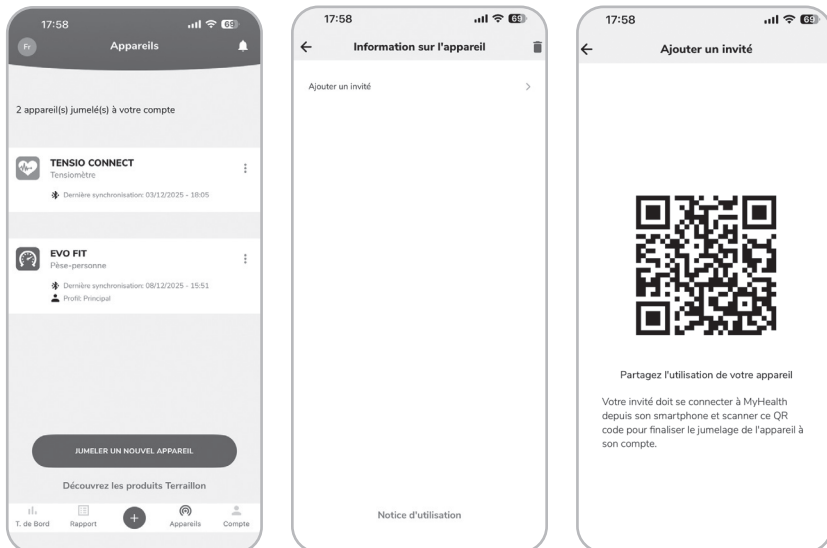 17:58
69
Fr
Appareils
2 appareil(s) jumelé(s) à votre compte
TENSIO CONNECT
Tensiomètre
Dernière synchronisation: 03/12/2025 - 18:05
EVO FIT
Pèse-personne
Dernière synchronisation: 08/12/2025 - 15:51
Profil: Principal
JUMELER UN NOUVEL APPAREIL
Découvrez les produits Terraillon
T. de Bord
Rapport
Appareils
Compte
17:58
69
Information sur l'appareil
Ajouter un invité
Notice d'utilisation
17:58
69
Ajouter un invité
Partagez l'utilisation de votre appareil
Votre invité doit se connecter à MyHealth
depuis son smartphone et scanner ce QR
code pour finaliser le jumelage de l'appareil à
son compte.